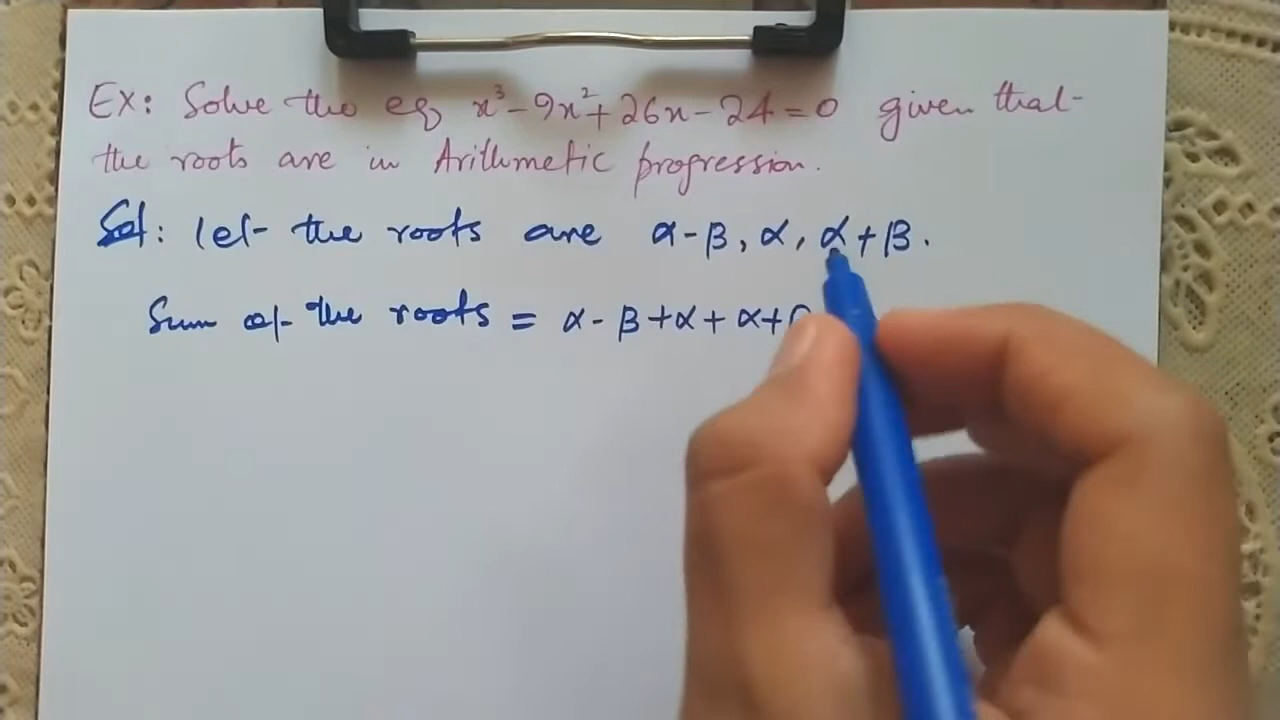 Ex: Solve the eq x³-9x²+26x-24=0 given that
the roots are in Arithmetic progression.
Sol: let the roots are α-β, α, α+β.
Sum of the roots = α-β+α+α+